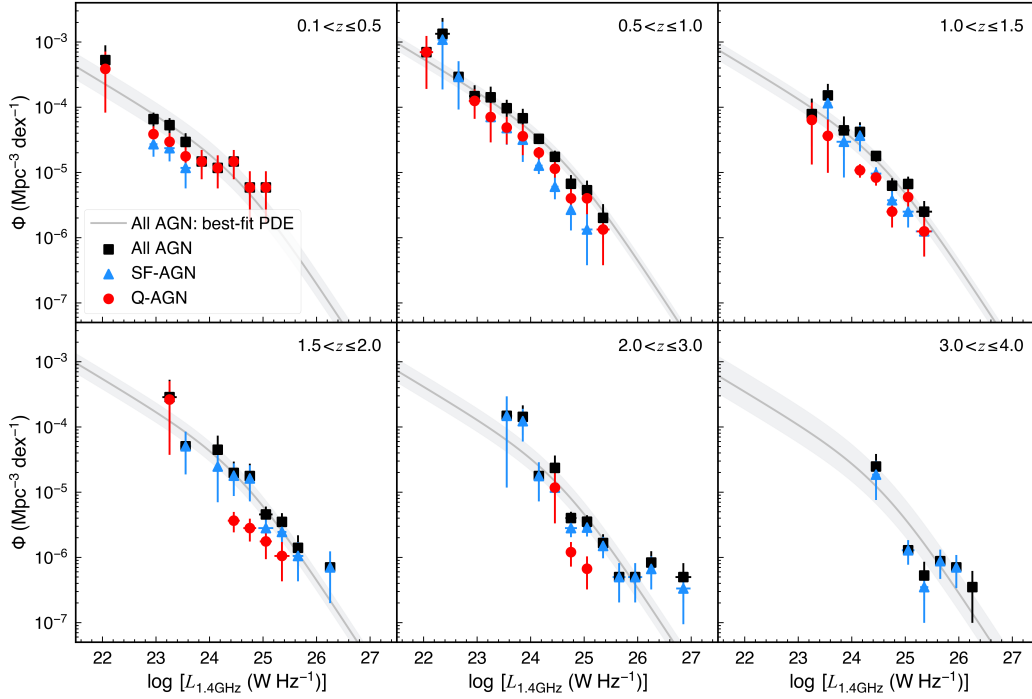 0.1<z≤0.5
0.5<z≤1.0
1.0<z≤1.5
10⁻³
10⁻⁴
10⁻⁵
10⁻⁶
10⁻⁷
Φ (Mpc⁻³ dex⁻¹)
All AGN: best-fit PDE
All AGN
SF-AGN
Q-AGN
1.5<z≤2.0
2.0<z≤3.0
3.0<z≤4.0
10⁻³
10⁻⁴
10⁻⁵
10⁻⁶
10⁻⁷
Φ (Mpc⁻³ dex⁻¹)
22 23 24 25 26 27
22 23 24 25 26 27
22 23 24 25 26 27
log [L₁.₄GHz (W Hz⁻¹)]
log [L₁.₄GHz (W Hz⁻¹)]
log [L₁.₄GHz (W Hz⁻¹)]